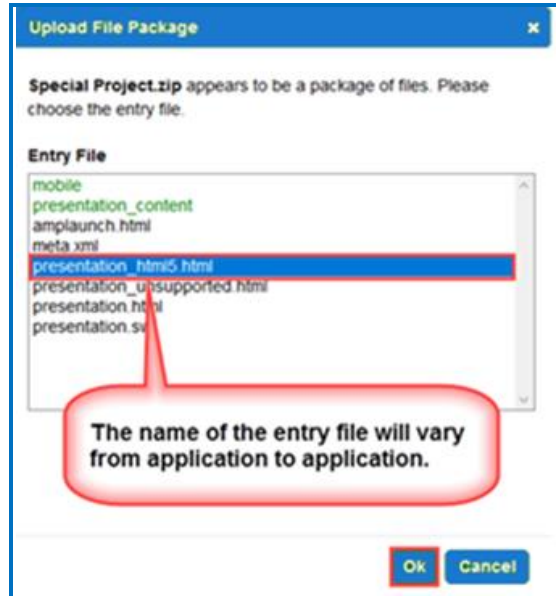 Upload File Package x
Special Project.zip appears to be a package of files. Please
choose the entry file.
Entry File
mobile
presentation_content
amplaunch.html
meta.xml
presentation_html5.html
presentation_unsupported.html
presentation.html
The name of the entry file will vary
from application to application.
Ok Cancel